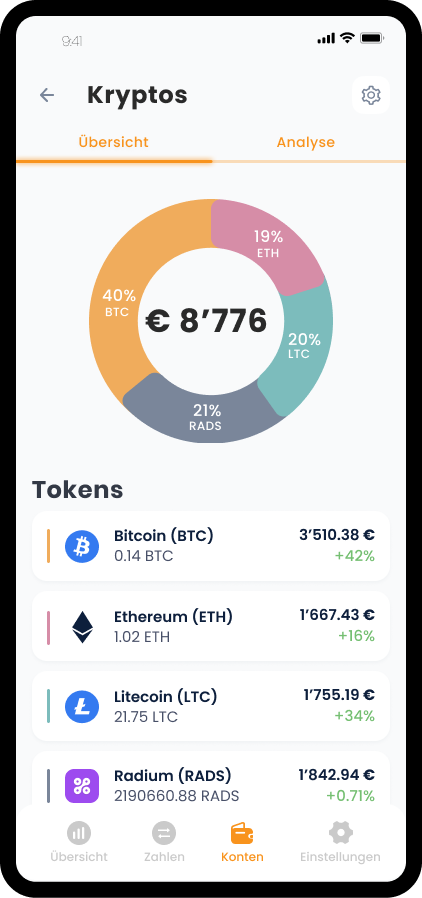 9:41
Kryptos
Übersicht Analyse
19%
ETH
40%
BTC
€ 8’776
20%
LTC
21%
RADS
Tokens
Bitcoin (BTC) 3’510.38 €
0.14 BTC +42%
Ethereum (ETH) 1’667.43 €
1.02 ETH +16%
Litecoin (LTC) 1’755.19 €
21.75 LTC +34%
Radium (RADS) 1’842.94 €
2190660.88 RADS +0.71%
Übersicht Zahlen Konten Einstellungen